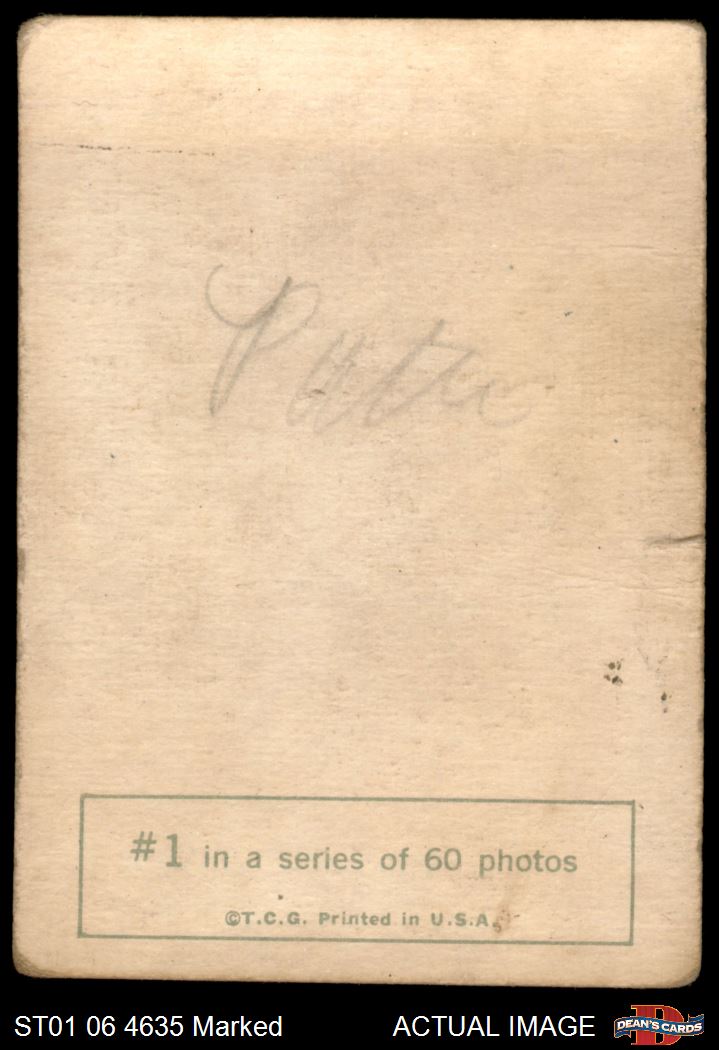 #1 in a series of 60 photos
©T.C.G. Printed in U.S.A.
ST01 06 4635 Marked
ACTUAL IMAGE
DEAN'S CARDS